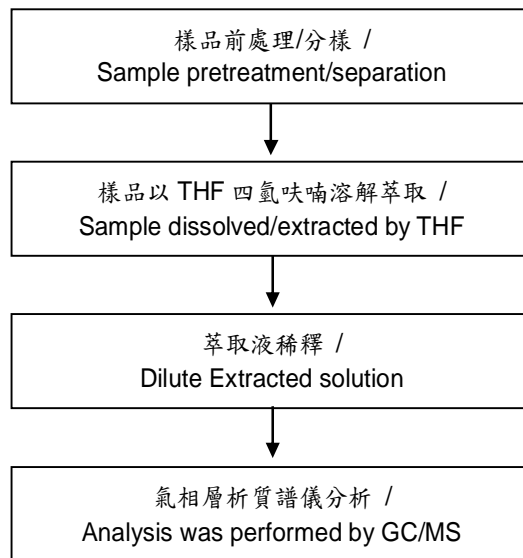 樣品前處理/分樣 /
Sample pretreatment/separation
樣品以 THF 四氫呋喃溶解萃取 /
Sample dissolved/extracted by THF
萃取液稀釋 /
Dilute Extracted solution
氣相層析質譜儀分析 /
Analysis was performed by GC/MS